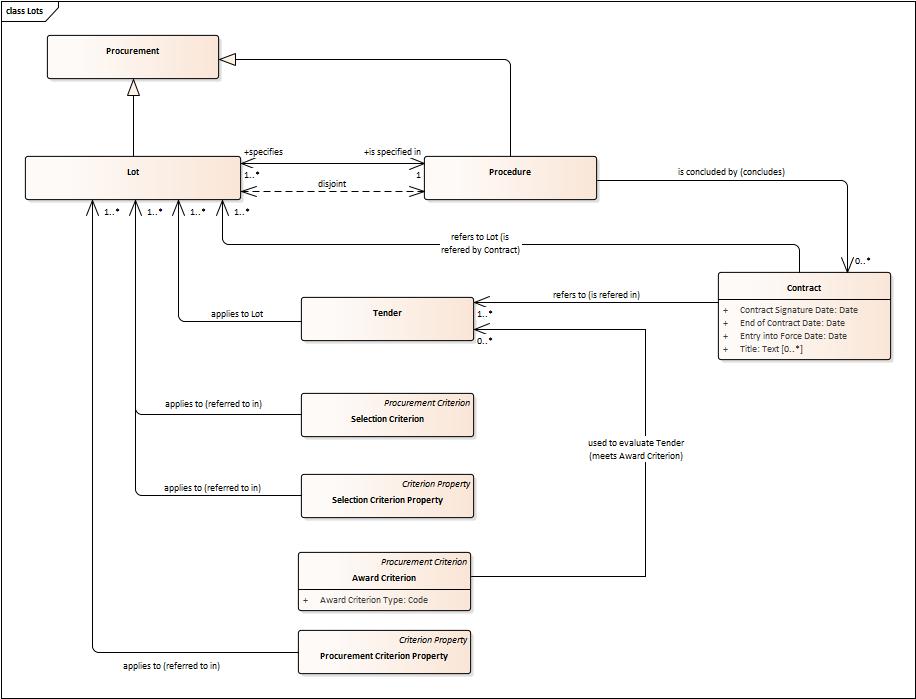 class Lots
Procurement
Lot
+specifies
+is specified in
1..*
1
disjoint
Procedure
is concluded by (concludes)
1..*
1..*
1..*
1..*
0..*
refers to Lot (is
refered by Contract)
Contract
+ Contract Signature Date: Date
+ End of Contract Date: Date
+ Entry into Force Date: Date
+ Title: Text [0..*]
refers to (is refered in)
applies to Lot
Tender
1..*
0..*
applies to (referred to in)
Procurement Criterion
Selection Criterion
used to evaluate Tender
(meets Award Criterion)
applies to (referred to in)
Criterion Property
Selection Criterion Property
Procurement Criterion
Award Criterion
+ Award Criterion Type: Code
Criterion Property
Procurement Criterion Property
applies to (referred to in)